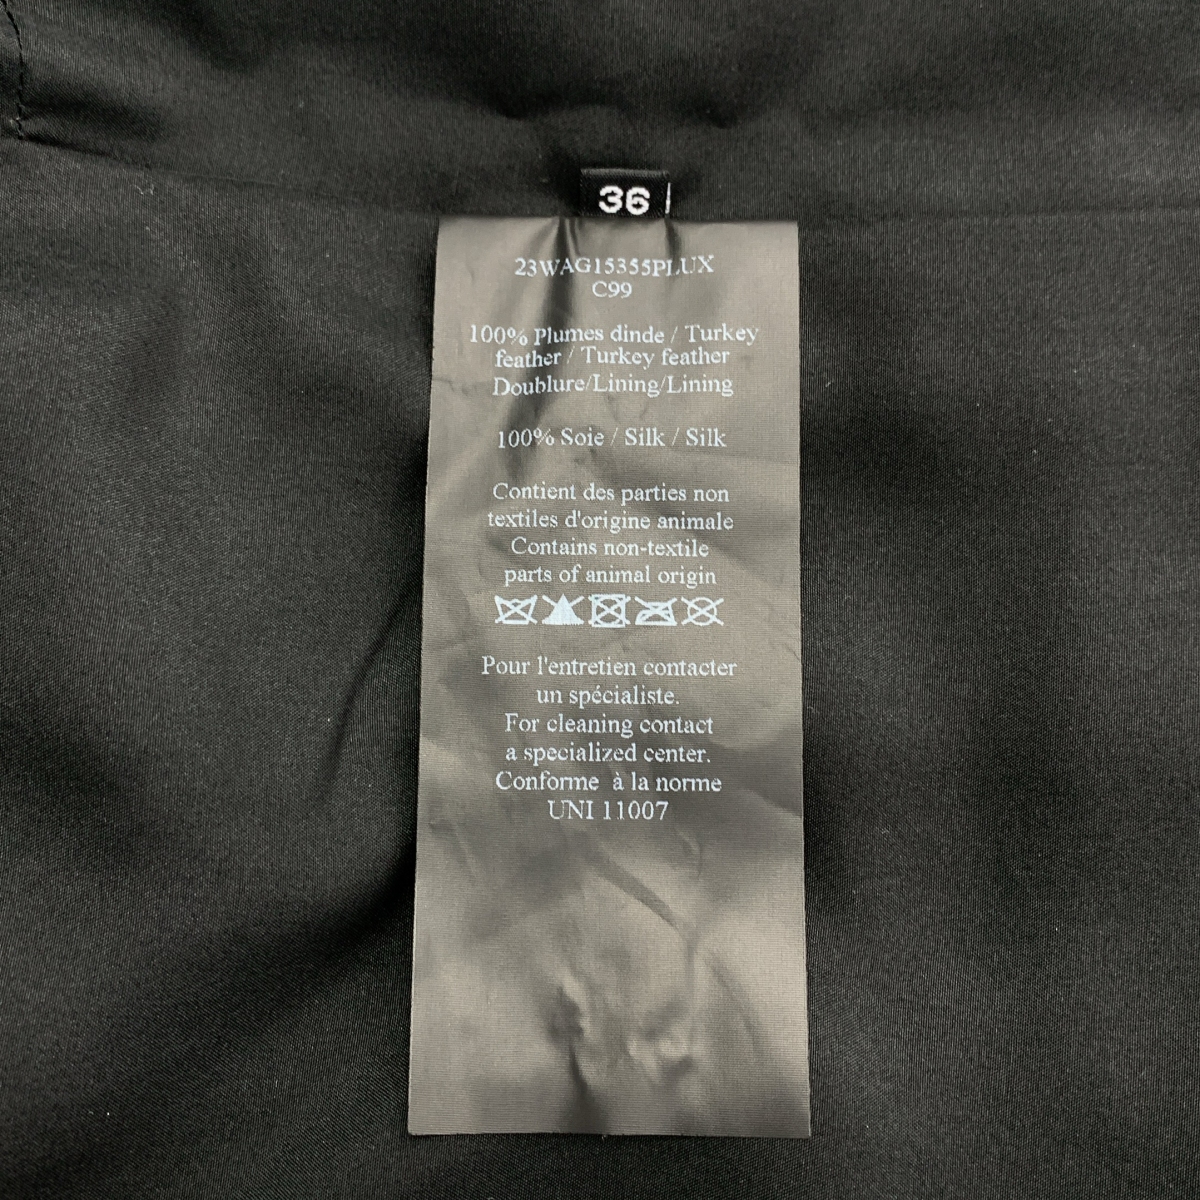 36
23WAG15355PLUX
C99
100% Plumes dinde / Turkey
feather / Turkey feather
Doublure/Lining/Lining
100% Soie / Silk / Silk
Contient des parties non
textiles d'origine animale
Contains non-textile
parts of animal origin
Pour l'entretien contacter
un spécialiste.
For cleaning contact
a specialized center.
Conforme à la norme
UNI 11007